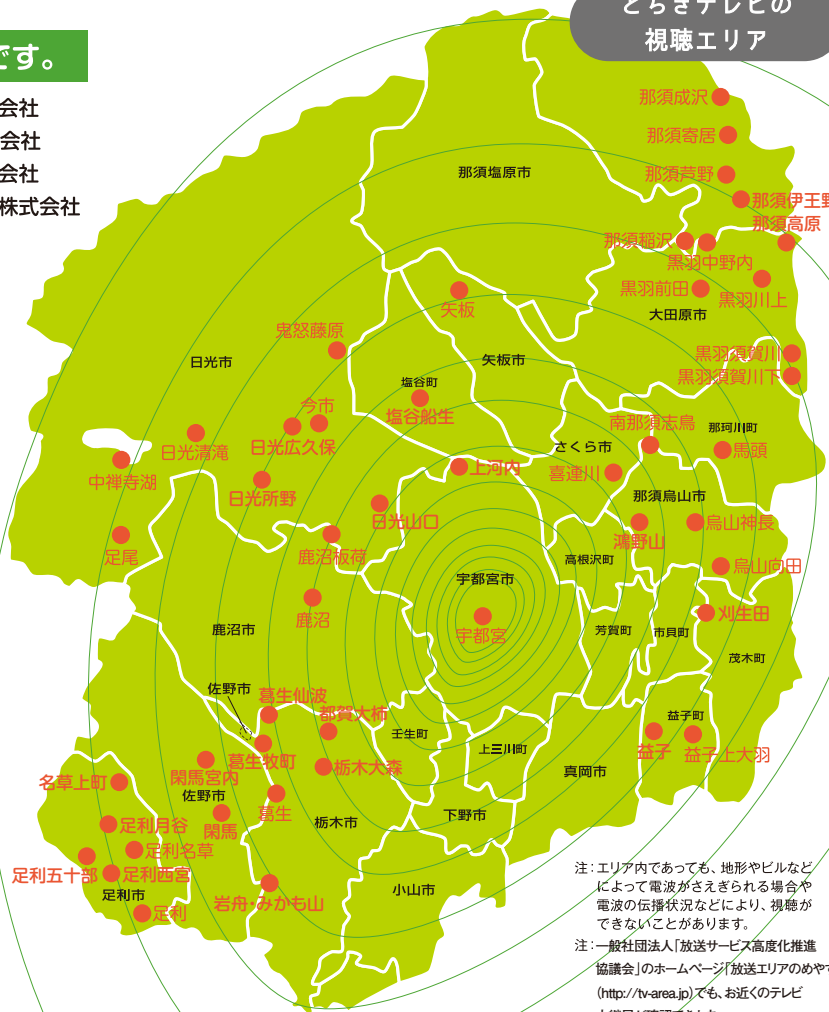 とちぎテレビの
視聴エリア
です。
会社
会社
会社
株式会社
那須成沢
那須寄居
那須塩原市
那須芦野
那須伊王野
那須高原
那須稲沢
黒羽中野内
黒羽前田
黒羽川上
矢板
大田原市
鬼怒藤原
日光市
矢板市
黒羽須賀川
黒羽須賀川下
塩谷町
塩谷船生
今市
日光広久保
南那須志鳥
那珂川町
馬頭
日光清滝
さくら市
喜連川
上河内
中禅寺湖
日光所野
那須烏山市
日光山口
烏山神長
鴻野山
足尾
鹿沼板荷
高根沢町
烏山向田
宇都宮市
宇都宮
鹿沼
鹿沼市
芳賀町
市貝町
刈生田
茂木町
佐野市
葛生仙波
都賀大柿
壬生町
上三川町
益子町
益子
益子上大羽
葛生牧町
閑馬宮内
栃木大森
真岡市
名草上町
佐野市
葛生
足利月谷
閑馬
栃木市
下野市
足利名草
足利五十部
足利西宮
足利市
足利
岩舟・みかも山
小山市
注：エリア内であっても、地形やビルなど
によって電波がさえぎられる場合や
電波の伝播状況などにより、視聴が
できないことがあります。
注：一般社団法人「放送サービス高度化推進
協議会」のホームページ「放送エリアのめやす
（http://tv-area.jp）でも、お近くのテレビ